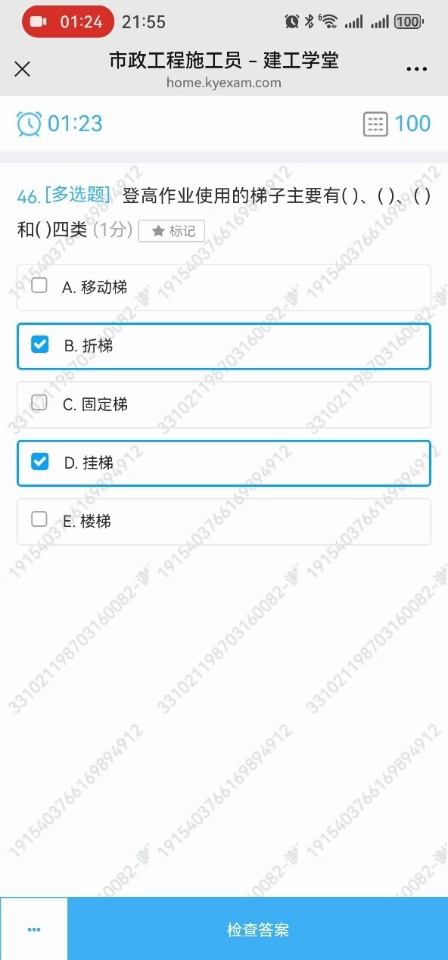 01:24 21:55 100
市政工程施工员 – 建工学堂
home.kyexam.com
01:23 100
46.[多选题] 登高作业使用的梯子主要有( )、( )、( )
和( )四类 (1分) ★ 标记
A. 移动梯
B. 折梯
C. 固定梯
D. 挂梯
E. 楼梯
检查答案
1915403766169894912
331021198703160082-谢